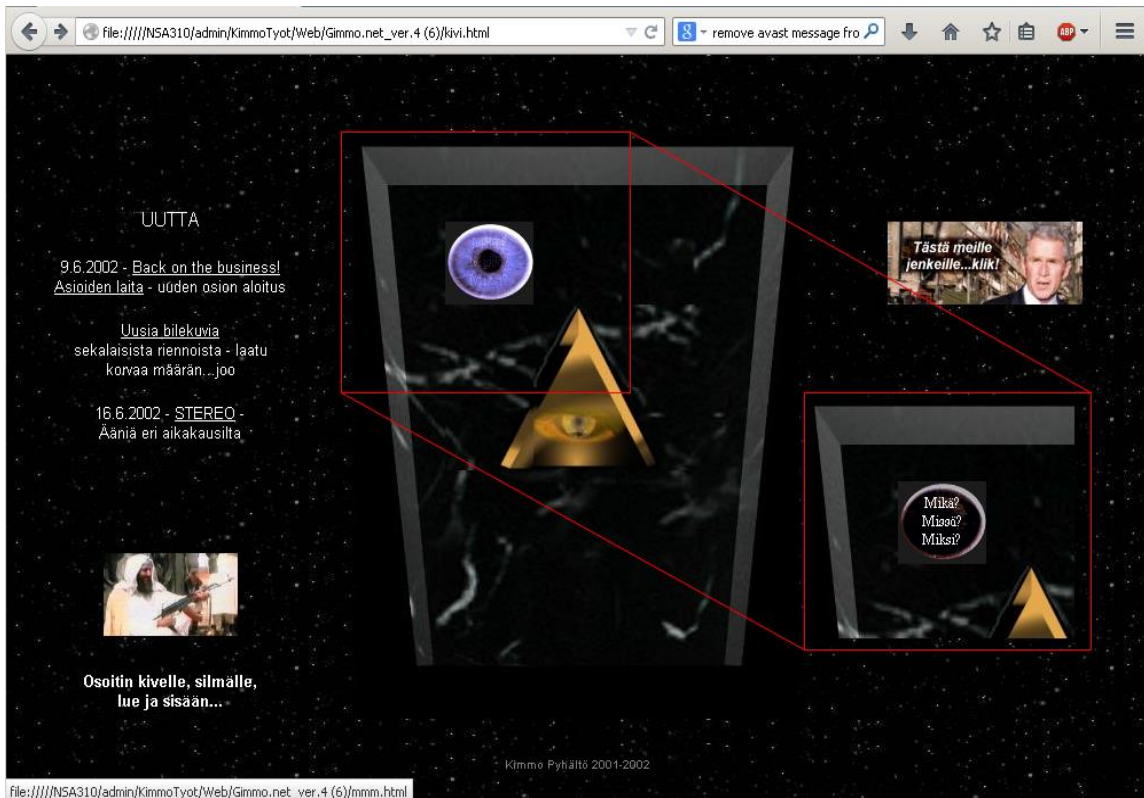 file://///NSA310/admin/KimmoTyot/Web/Gimmo.net_ver.4 (6)/kivi.html
remove avast message fro
ABP
UUTTA
9.6.2002 - Back on the business!
Asioiden laita - uuden osion aloitus
Uusia bilekuvia
sekalaisista riennoista - laatu
korvaa määrän...joo
16.6.2002 - STEREO -
Ääniä eri aikakausilta
Osoitin kivelle, silmälle,
lue ja sisään...
Tästä meille
jenkeille...klik!
Mikä?
Missä?
Miksi?
Kimmo Pyhältö 2001-2002
file://///NSA310/admin/KimmoTyot/Web/Gimmo.net_ver.4 (6)/mmm.html